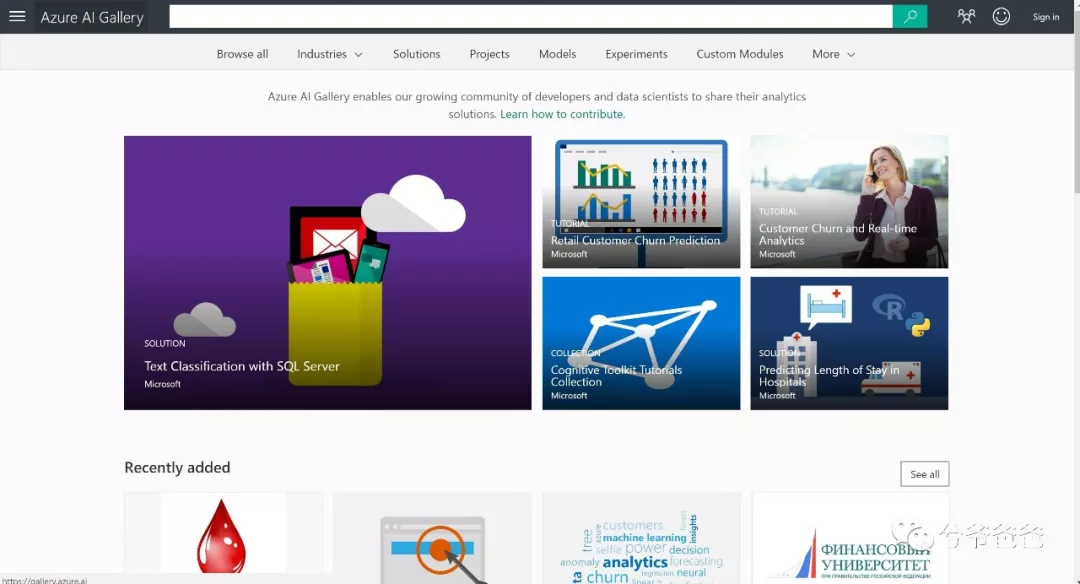 Azure AI Gallery
Sign in
Browse all Industries Solutions Projects Models Experiments Custom Modules More
Azure AI Gallery enables our growing community of developers and data scientists to share their analytics
solutions. Learn how to contribute.
SOLUTION
Text Classification with SQL Server
Microsoft
TUTORIAL
Retail Customer Churn Prediction
Microsoft
TUTORIAL
Customer Churn and Real-time
Analytics
Microsoft
COLLECTION
Cognitive Toolkit Tutorials
Collection
Microsoft
R
SOLUTION
Predicting Length of Stay in
Hospitals
Microsoft
Recently added
See all
customers
machine learning
insights
tree
azure
selfie power decision
anomaly analytics forecasting
churn regression neural
ФИНАНСОВЫЙ
УНИВЕРСИТЕТ
ПРИ ПРАВИТЕЛЬСТВЕ РОССИЙСКОЙ ФЕДЕРАЦИИ
兮爷爸爸
https://gallery.azure.ai